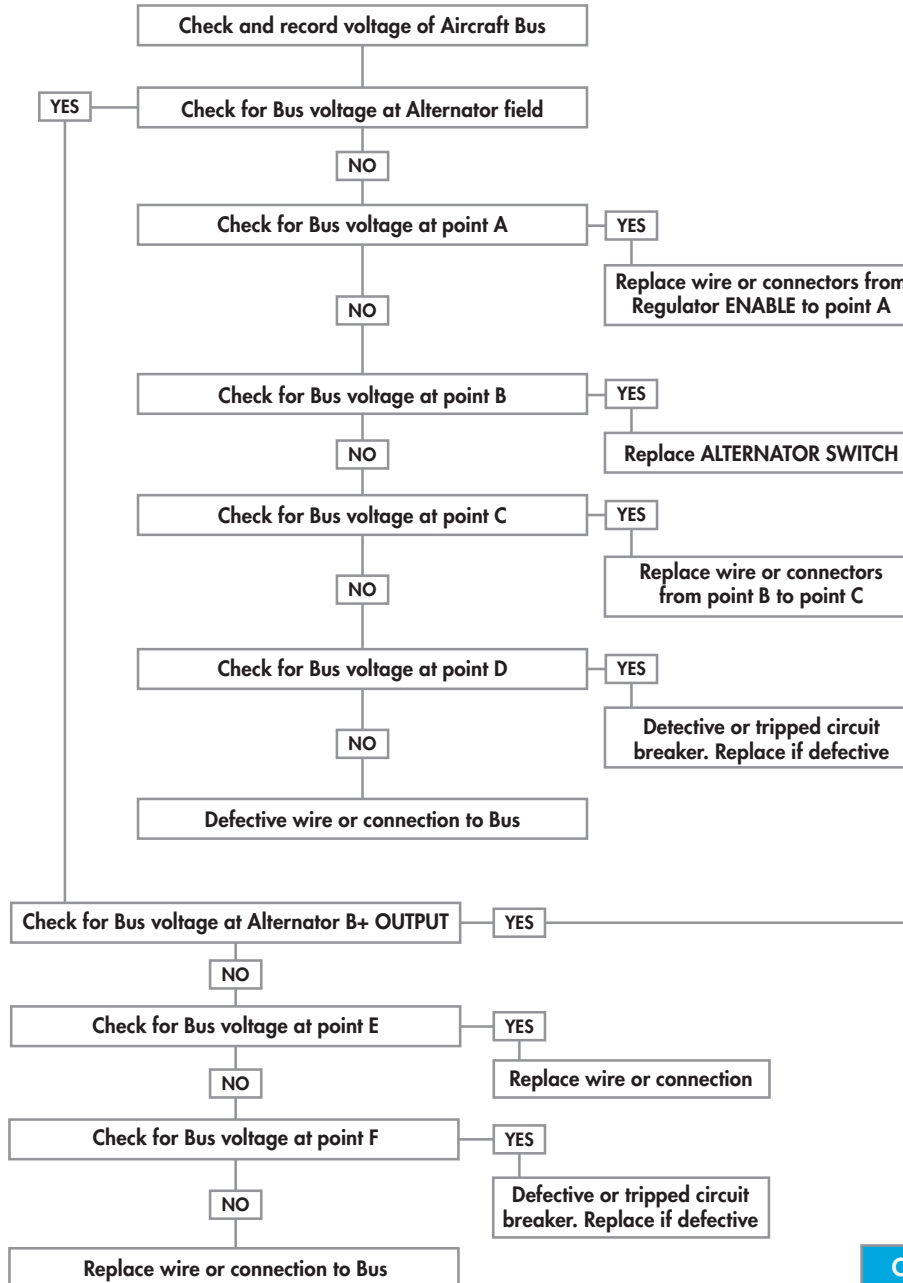 Check and record voltage of Aircraft Bus
YES
Check for Bus voltage at Alternator field
NO
Check for Bus voltage at point A
YES
Replace wire or connectors from
Regulator ENABLE to point A
NO
Check for Bus voltage at point B
YES
Replace ALTERNATOR SWITCH
NO
Check for Bus voltage at point C
YES
Replace wire or connectors
from point B to point C
NO
Check for Bus voltage at point D
YES
Detective or tripped circuit
breaker. Replace if defective
NO
Defective wire or connection to Bus
Check for Bus voltage at Alternator B+ OUTPUT
YES
NO
Check for Bus voltage at point E
YES
Replace wire or connection
NO
Check for Bus voltage at point F
YES
Defective or tripped circuit
breaker. Replace if defective
NO
Replace wire or connection to Bus